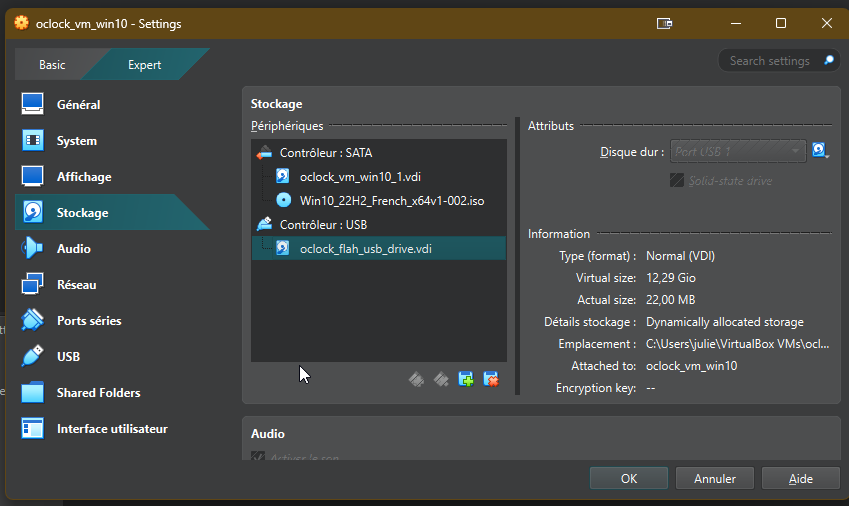 oclock_vm_win10 - Settings
Basic
Expert
Search settings
Général
System
Affichage
Stockage
Audio
Réseau
Ports séries
USB
Shared Folders
Interface utilisateur
Stockage
Périphériques
Contrôleur : SATA
oclock_vm_win10_1.vdi
Win10_22H2_French_x64v1-002.iso
Contrôleur : USB
oclock_flah_usb_drive.vdi
Attributs
Disque dur : Port USB 1
Solid-state drive
Information
Type (format) : Normal (VDI)
Virtual size: 12,29 Gio
Actual size: 22,00 MB
Détails stockage : Dynamically allocated storage
Emplacement : C:\Users\julie\VirtualBox VMs\ocl...
Attached to: oclock_vm_win10
Encryption key: --
Audio
Activer le son
OK
Annuler
Aide